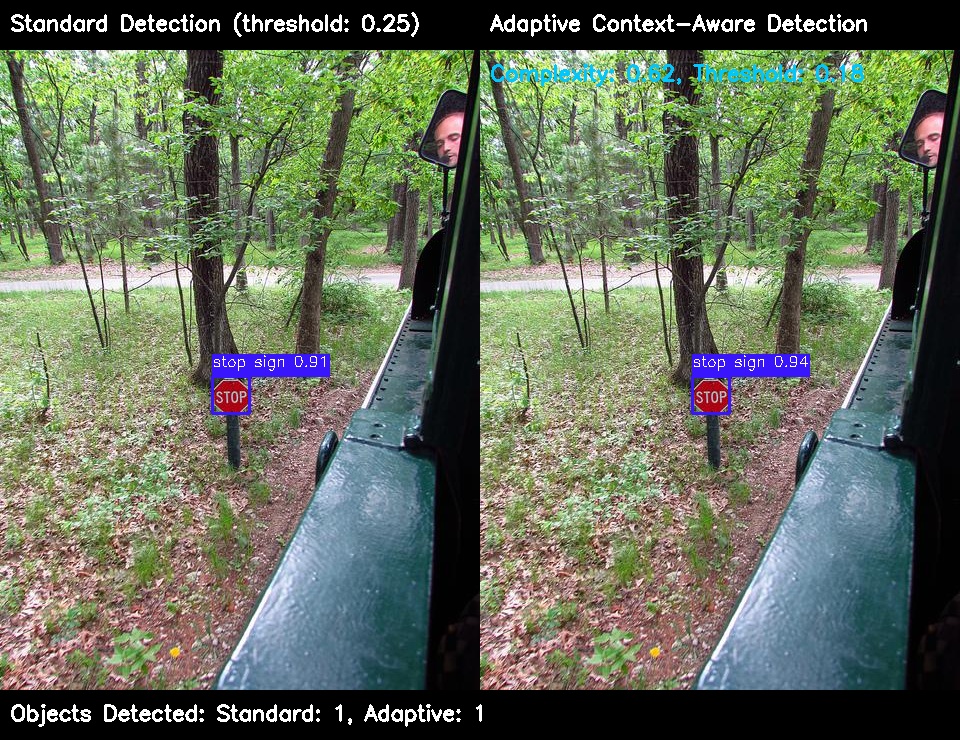 Standard Detection (threshold: 0.25)
Adaptive Context-Aware Detection
Complexity: 0.62, Threshold: 0.18
stop sign 0.91
STOP
stop sign 0.94
STOP
Objects Detected: Standard: 1, Adaptive: 1